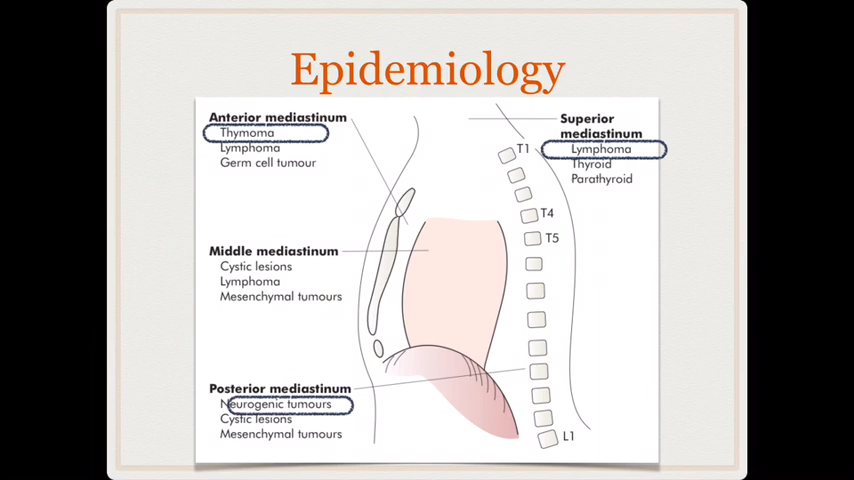 Epidemiology
Anterior mediastinum
Thymoma
Lymphoma
Germ cell tumour
Superior
mediastinum
Lymphoma
Thyroid
Parathyroid
T1
T4
T5
Middle mediastinum
Cystic lesions
Lymphoma
Mesenchymal tumours
Posterior mediastinum
Neurogenic tumours
Cystic lesions
Mesenchymal tumours
L1